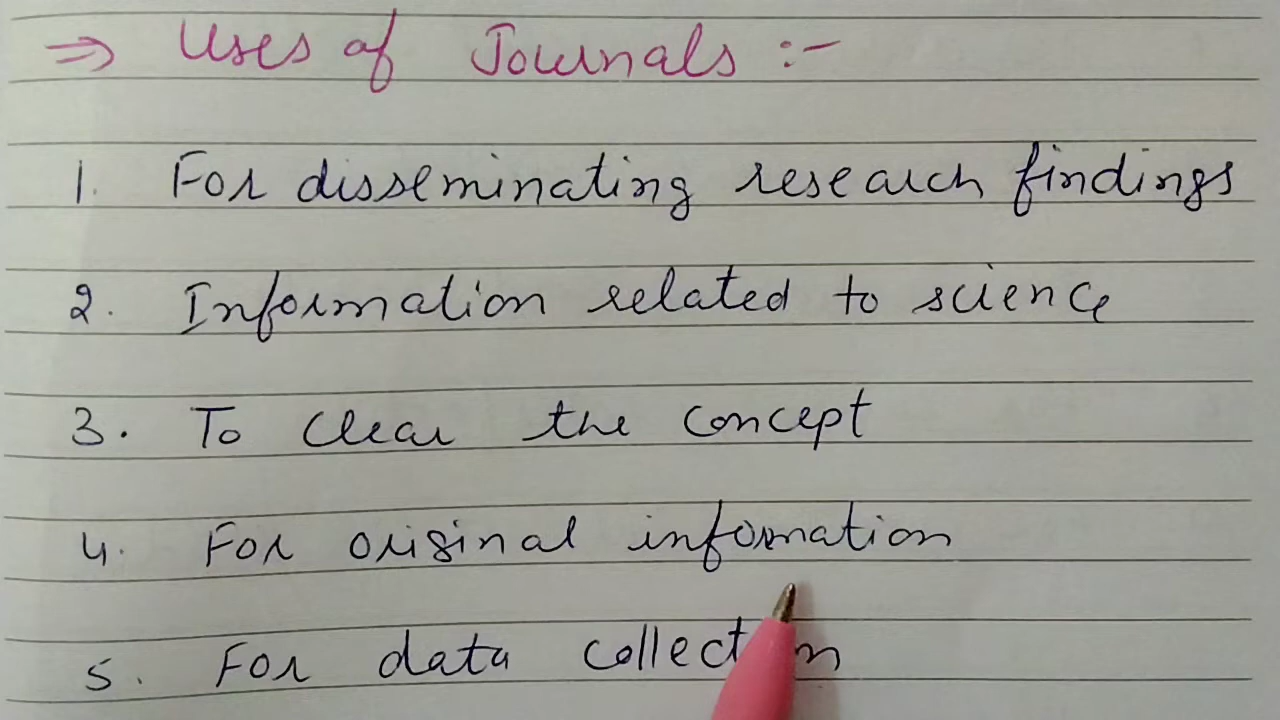 ⇒ Uses of Journals :-
1. For disseminating research findings
2. Information related to science
3. To clear the concept
4. For original information
5. For data